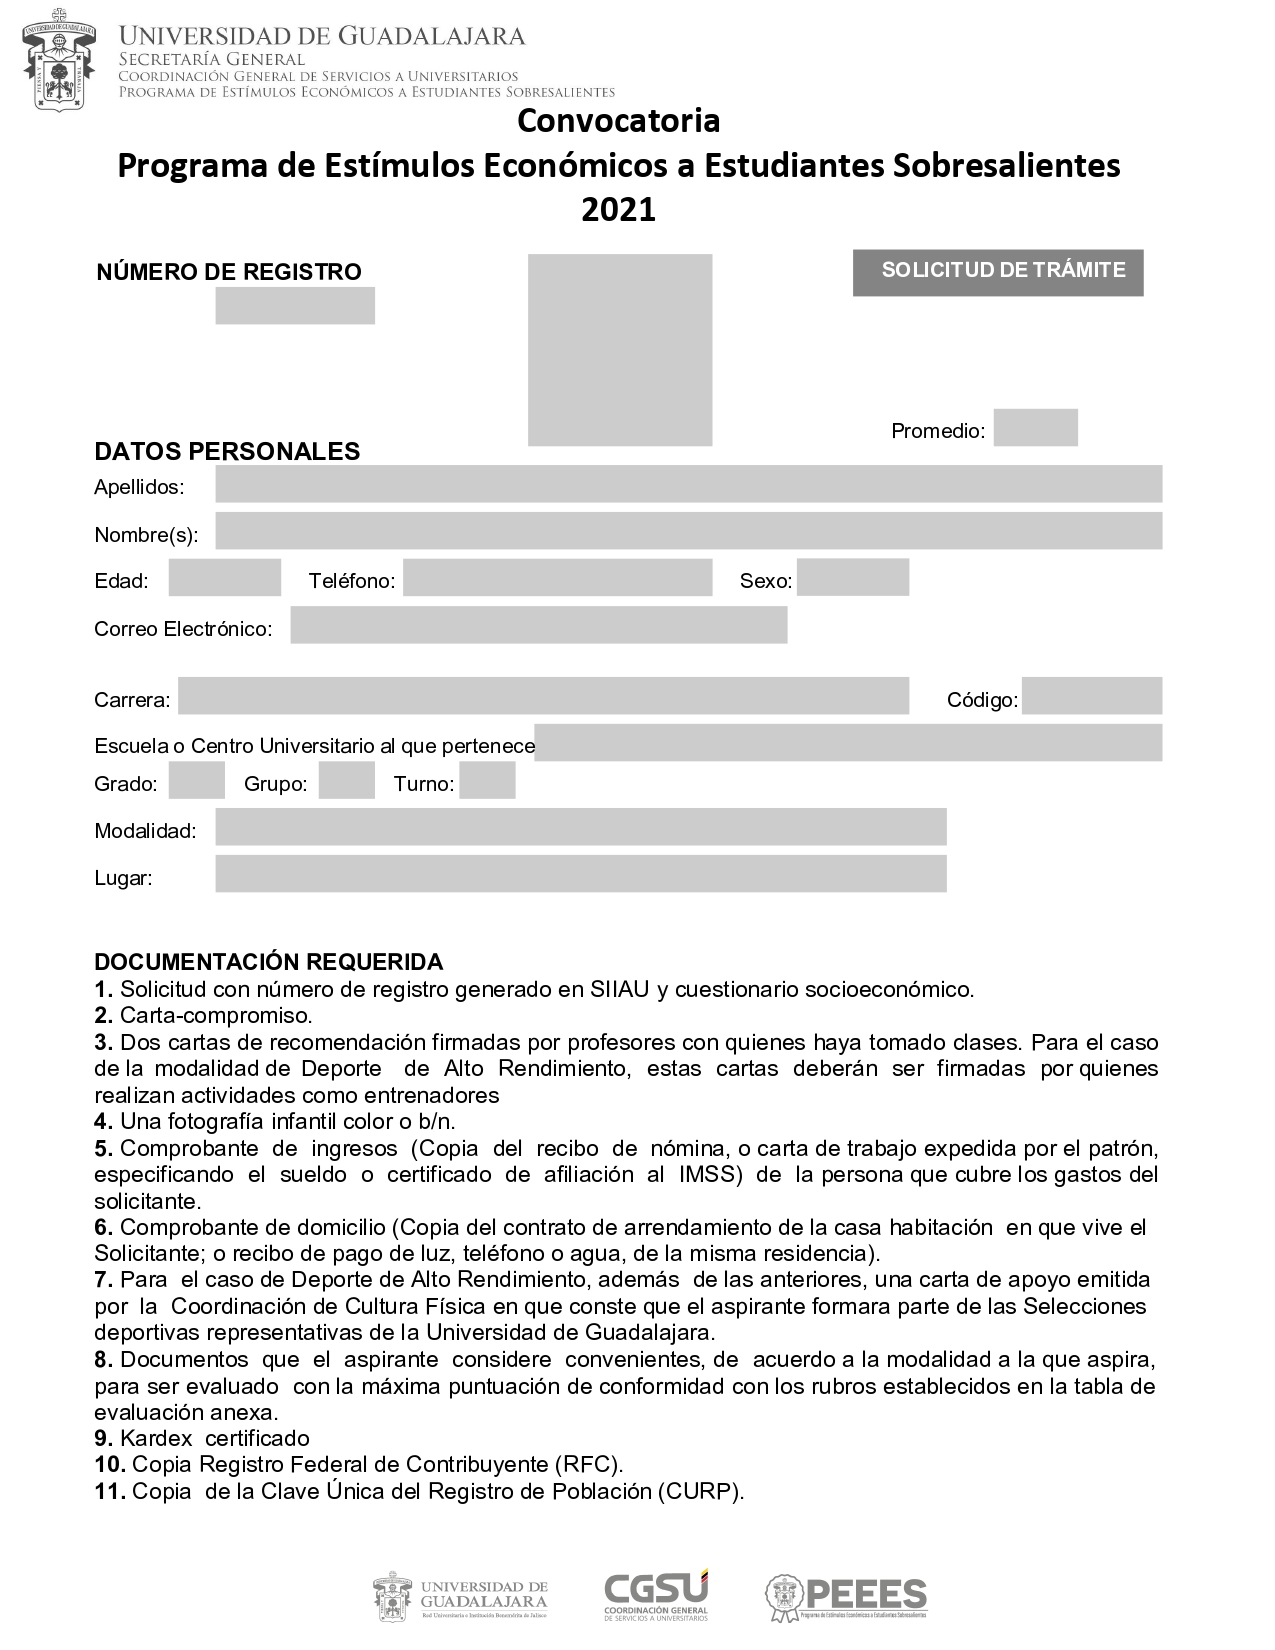 UNIVERSIDAD DE GUADALAJARA
SECRETARÍA GENERAL
COORDINACIÓN GENERAL DE SERVICIOS A UNIVERSITARIOS
PROGRAMA DE ESTÍMULOS ECONÓMICOS A ESTUDIANTES SOBRESALIENTES
PIENSA Y
TRABAJA
Convocatoria
Programa de Estímulos Económicos a Estudiantes Sobresalientes
2021
NÚMERO DE REGISTRO
SOLICITUD DE TRÁMITE
Promedio:
DATOS PERSONALES
Apellidos:
Nombre(s):
Edad: Teléfono: Sexo:
Correo Electrónico:
Carrera: Código:
Escuela o Centro Universitario al que pertenece
Grado: Grupo: Turno:
Modalidad:
Lugar:
DOCUMENTACIÓN REQUERIDA
1. Solicitud con número de registro generado en SIIAU y cuestionario socioeconómico.
2. Carta-compromiso.
3. Dos cartas de recomendación firmadas por profesores con quienes haya tomado clases. Para el caso
de la modalidad de Deporte de Alto Rendimiento, estas cartas deberán ser firmadas por quienes
realizan actividades como entrenadores
4. Una fotografía infantil color o b/n.
5. Comprobante de ingresos (Copia del recibo de nómina, o carta de trabajo expedida por el patrón,
especificando el sueldo o certificado de afiliación al IMSS) de la persona que cubre los gastos del
solicitante.
6. Comprobante de domicilio (Copia del contrato de arrendamiento de la casa habitación en que vive el
Solicitante; o recibo de pago de luz, teléfono o agua, de la misma residencia).
7. Para el caso de Deporte de Alto Rendimiento, además de las anteriores, una carta de apoyo emitida
por la Coordinación de Cultura Física en que conste que el aspirante formara parte de las Selecciones
deportivas representativas de la Universidad de Guadalajara.
8. Documentos que el aspirante considere convenientes, de acuerdo a la modalidad a la que aspira,
para ser evaluado con la máxima puntuación de conformidad con los rubros establecidos en la tabla de
evaluación anexa.
9. Kardex certificado
10. Copia Registro Federal de Contribuyente (RFC).
11. Copia de la Clave Única del Registro de Población (CURP).
UNIVERSIDAD DE
GUADALAJARA
Red Universitaria e Institución Benemérita de Jalisco
CGSU
COORDINACIÓN GENERAL
DE SERVICIOS A UNIVERSITARIOS
PEEES
Programa de Estímulos Económicos a Estudiantes Sobresalientes